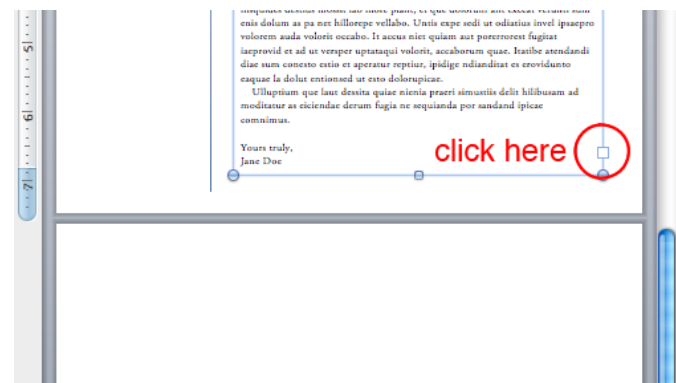 enis dolum as pa net hillorepe vellabo. Untis expe sedi ut odiatius invel ipsaepro
volorem auda volorit occabo. It accus niet quiam aut porerrorest fugitat
iaeprovid et ad ut versper uptataqui volorit, accaborum quae. Itatibe atendandi
diae sum conesto estio et aperatur reptiur, ipidige ndianditat es erovidunto
eaquae la dolut entionsed ut esto dolorupicae.
Ulluptium que laut dessita quiae nienia praeri simustiis delit hilibusam ad
moditatur as eiciendae derum fugia ne sequianda por sandand ipicae
comnimus.
Yours truly,
Jane Doe
click here
5
6
7